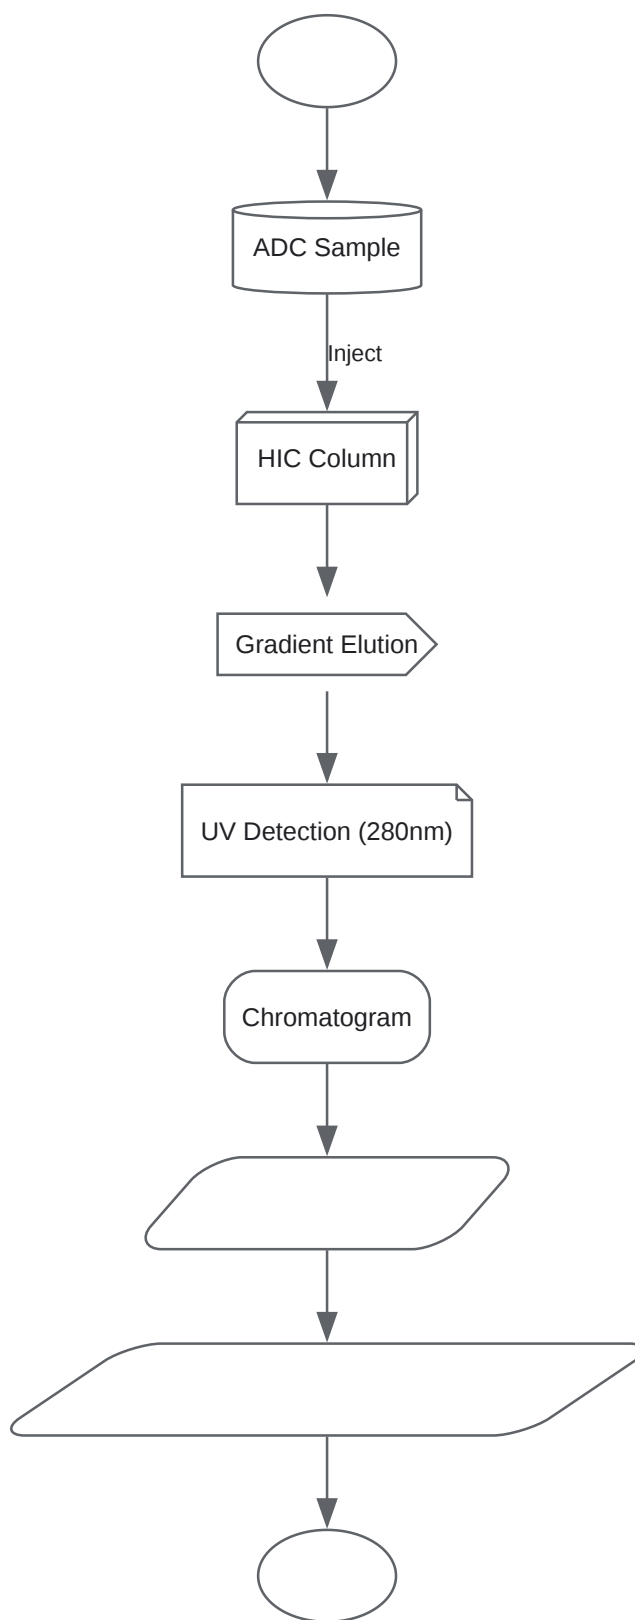 ADC Sample
Inject
HIC Column
Gradient Elution
UV Detection (280nm)
Chromatogram